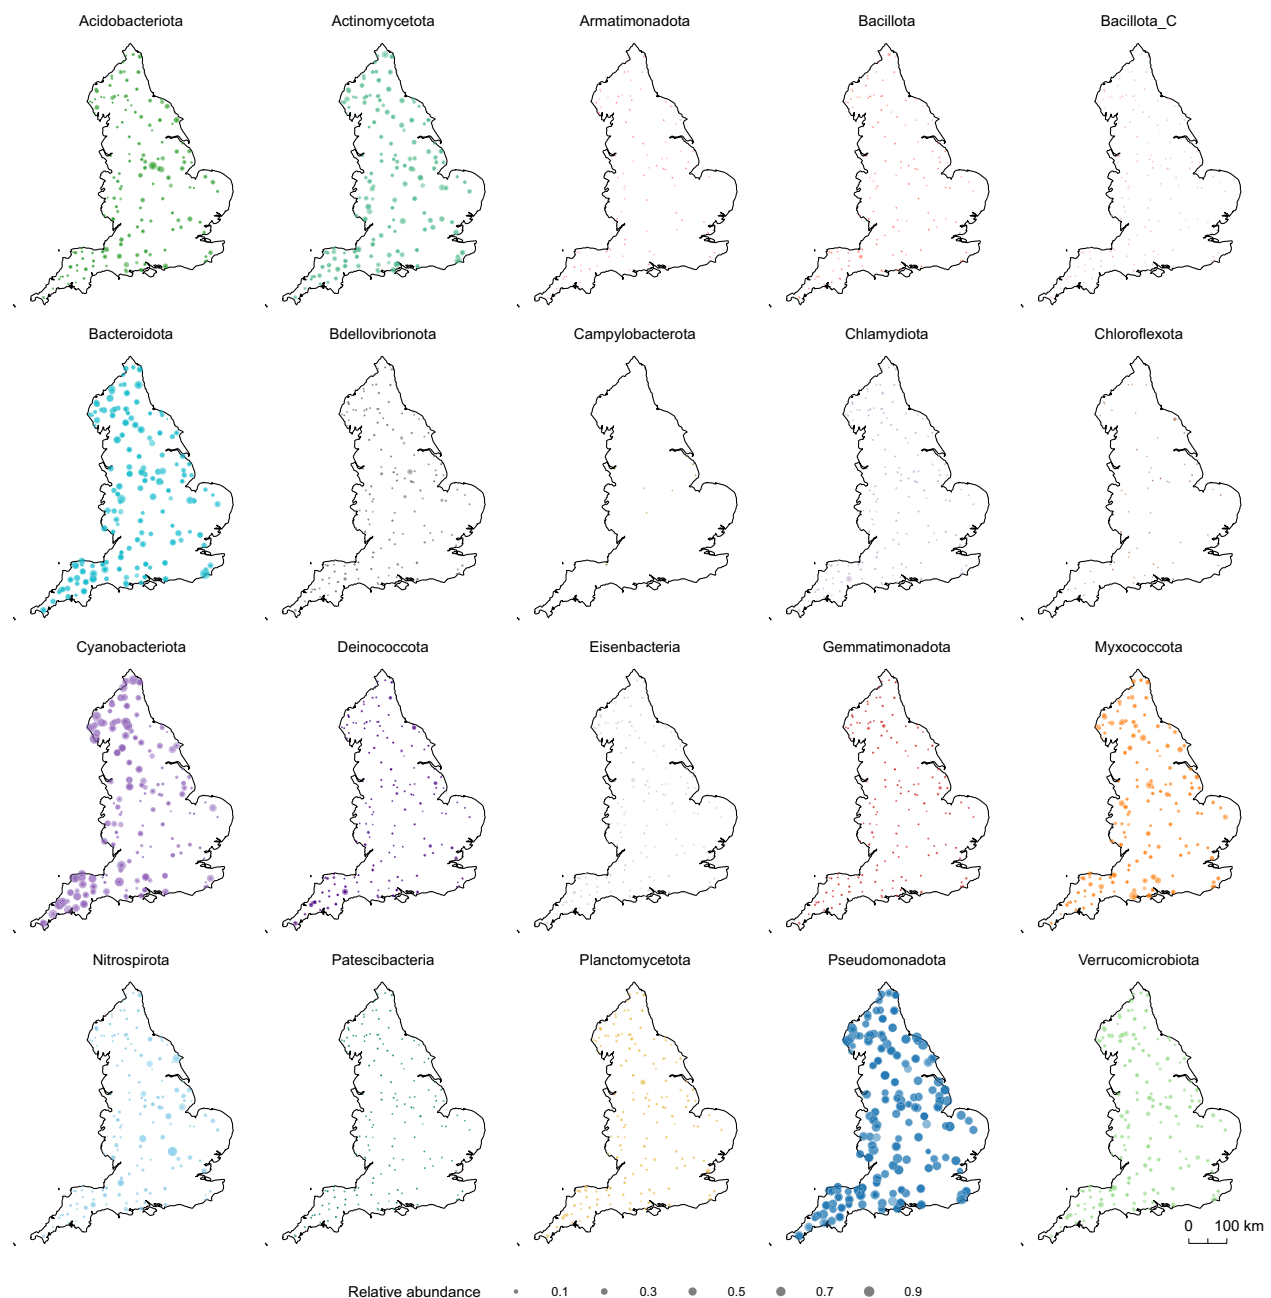 Acidobacteriota Actinomycetota Armatimonadota Bacillota Bacillota_C
Bacteroidota Bdellovibrionota Campylobacterota Chlamydiota Chloroflexota
Cyanobacteriota Deinococcota Eisenbacteria Gemmatimonadota Myxococcota
Nitrospirota Patescibacteria Planctomycetota Pseudomonadota Verrucomicrobiota
0 100 km
Relative abundance 0.1 0.3 0.5 0.7 0.9